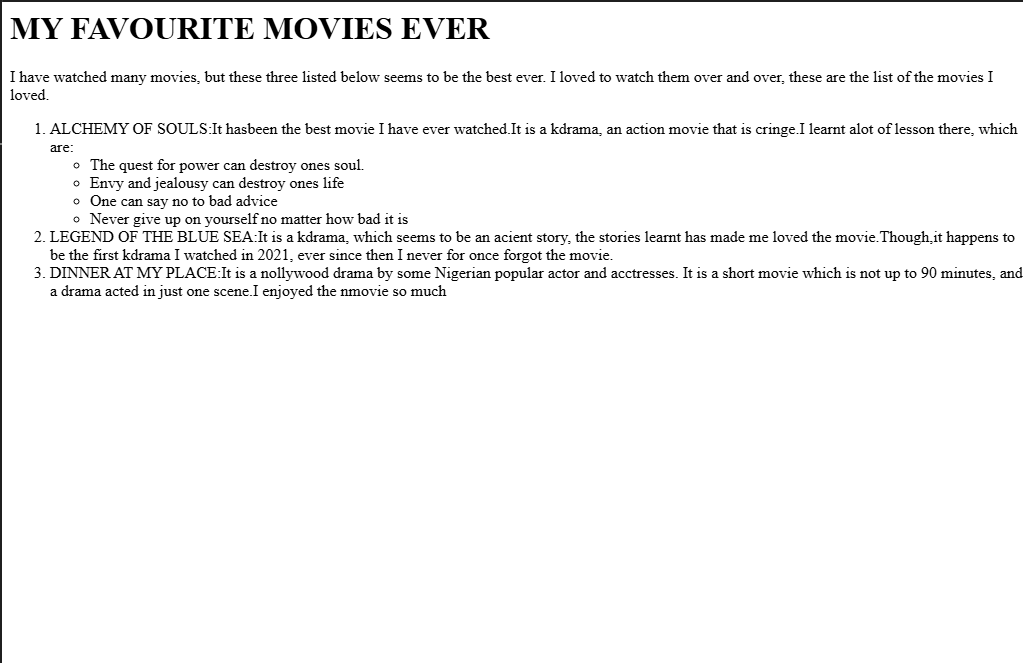 MY FAVOURITE MOVIES EVER
I have watched many movies, but these three listed below seems to be the best ever. I loved to watch them over and over, these are the list of the movies I
loved.
1. ALCHEMY OF SOULS:It hasbeen the best movie I have ever watched.It is a kdrama, an action movie that is cringe.I learnt alot of lesson there, which
are:
◦ The quest for power can destroy ones soul.
◦ Envy and jealousy can destroy ones life
◦ One can say no to bad advice
◦ Never give up on yourself no matter how bad it is
2. LEGEND OF THE BLUE SEA:It is a kdrama, which seems to be an acient story, the stories learnt has made me loved the movie.Though,it happens to
be the first kdrama I watched in 2021, ever since then I never for once forgot the movie.
3. DINNER AT MY PLACE:It is a nollywood drama by some Nigerian popular actor and acctresses. It is a short movie which is not up to 90 minutes, and
a drama acted in just one scene.I enjoyed the nmovie so much